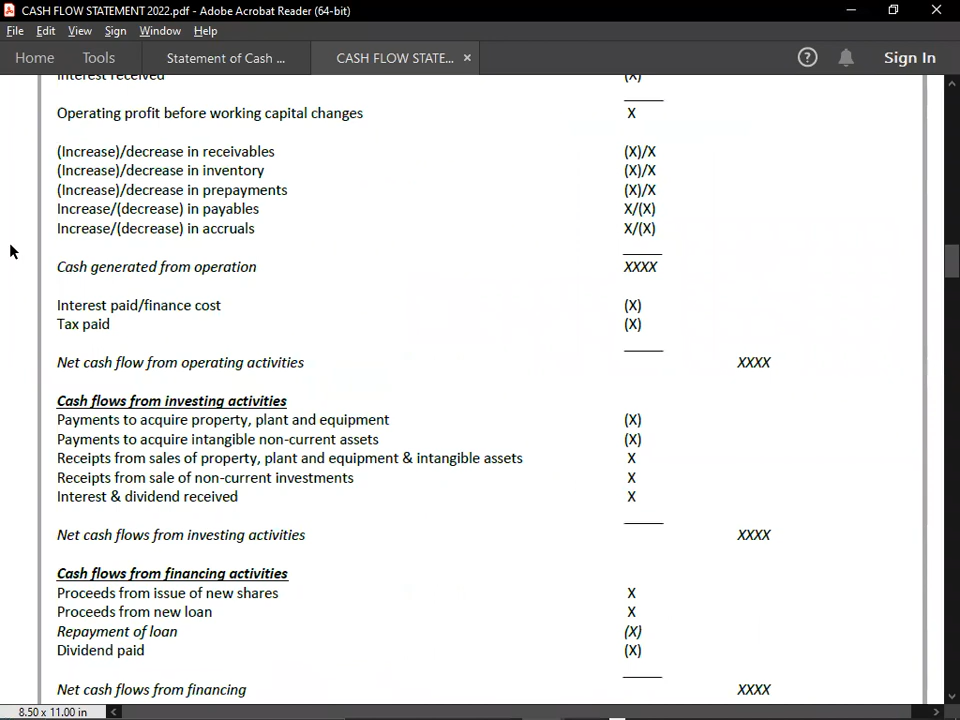 CASH FLOW STATEMENT 2022.pdf - Adobe Acrobat Reader (64-bit)
File Edit View Sign Window Help
Home Tools Statement of Cash ... CASH FLOW STATE... × Sign In
Interest received (X)
Operating profit before working capital changes X
(Increase)/decrease in receivables (X)/X
(Increase)/decrease in inventory (X)/X
(Increase)/decrease in prepayments (X)/X
Increase/(decrease) in payables X/(X)
Increase/(decrease) in accruals X/(X)
Cash generated from operation XXXX
Interest paid/finance cost (X)
Tax paid (X)
Net cash flow from operating activities XXXX
Cash flows from investing activities
Payments to acquire property, plant and equipment (X)
Payments to acquire intangible non-current assets (X)
Receipts from sales of property, plant and equipment & intangible assets X
Receipts from sale of non-current investments X
Interest & dividend received X
Net cash flows from investing activities XXXX
Cash flows from financing activities
Proceeds from issue of new shares X
Proceeds from new loan X
Repayment of loan (X)
Dividend paid (X)
Net cash flows from financing XXXX
8.50 x 11.00 in